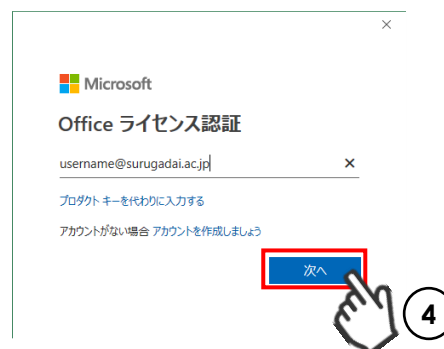 Microsoft
Office ライセンス認証
username@surugadai.ac.jp
プロダクト キーを代わりに入力する
アカウントがない場合 アカウントを作成しましょう
次へ
4